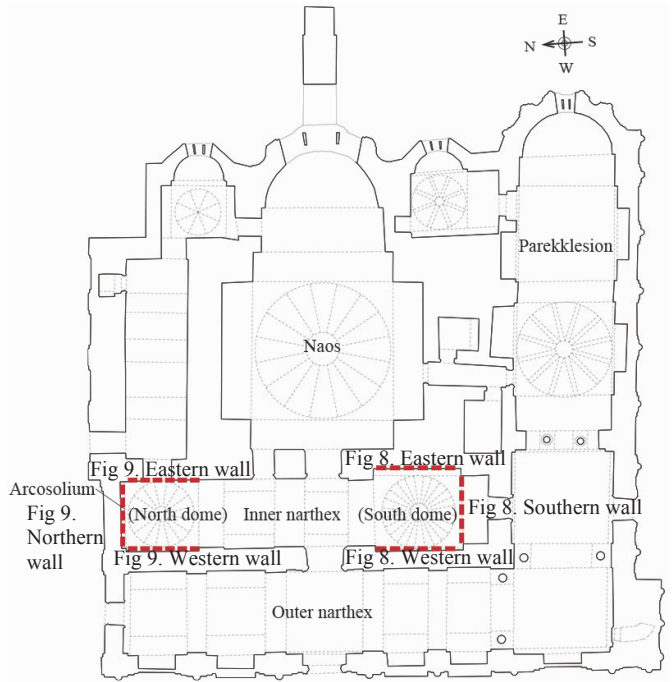 E
N
S
W
Parekklesion
Naos
Fig 9. Eastern wall
Fig 8. Eastern wall
Arcosolium
Fig 9.
Northern
wall
(North dome)
Inner narthex
(South dome)
Fig 8. Southern wall
Fig 9. Western wall
Fig 8. Western wall
Outer narthex